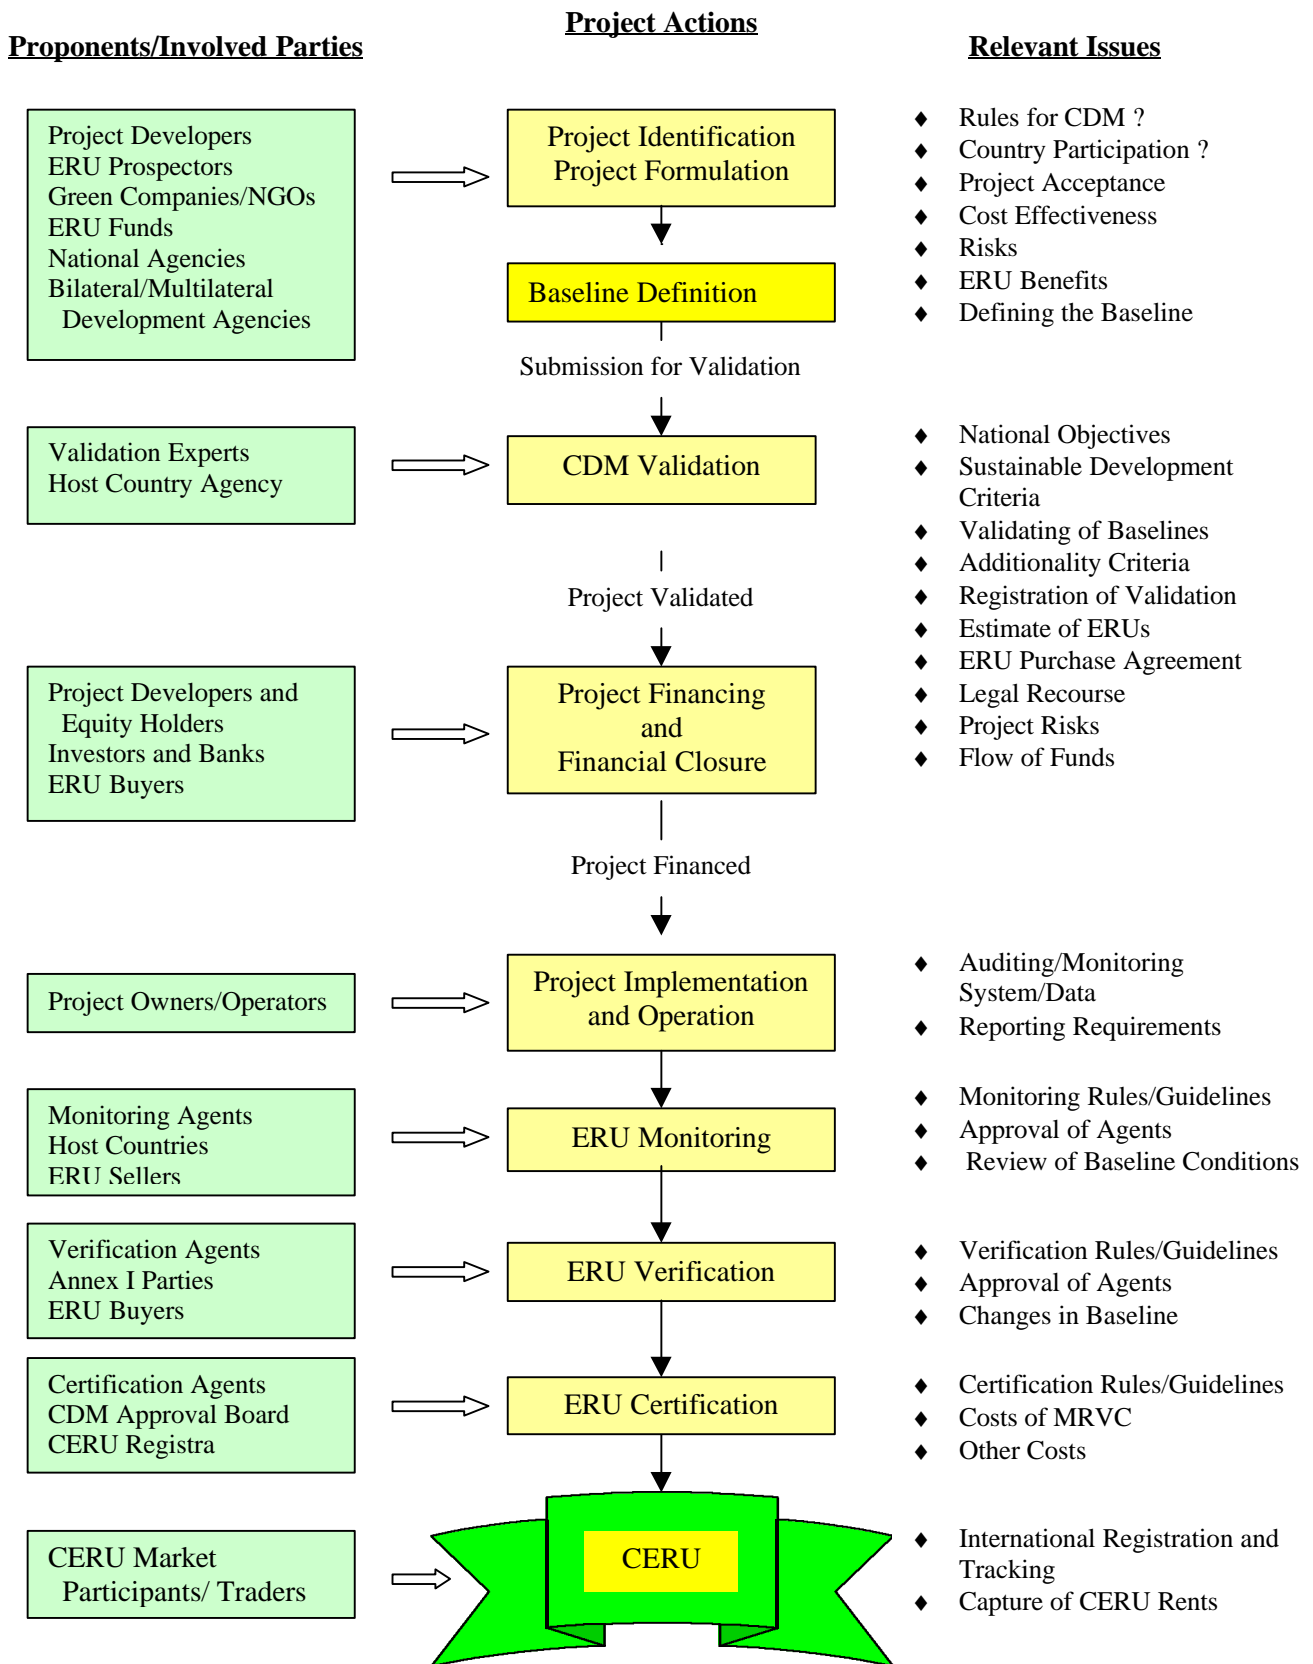 Project Actions
Proponents/Involved Parties
Relevant Issues
Project Developers
ERU Prospectors
Green Companies/NGOs
ERU Funds
National Agencies
Bilateral/Multilateral
Development Agencies
Project Identification
Project Formulation
Baseline Definition
♦ Rules for CDM ?
♦ Country Participation ?
♦ Project Acceptance
♦ Cost Effectiveness
♦ Risks
♦ ERU Benefits
♦ Defining the Baseline
Submission for Validation
Validation Experts
Host Country Agency
CDM Validation
♦ National Objectives
♦ Sustainable Development
Criteria
♦ Validating of Baselines
♦ Additionality Criteria
♦ Registration of Validation
♦ Estimate of ERUs
♦ ERU Purchase Agreement
♦ Legal Recourse
♦ Project Risks
♦ Flow of Funds
Project Validated
Project Developers and
Equity Holders
Investors and Banks
ERU Buyers
Project Financing
and
Financial Closure
Project Financed
Project Owners/Operators
Project Implementation
and Operation
♦ Auditing/Monitoring
System/Data
♦ Reporting Requirements
Monitoring Agents
Host Countries
ERU Sellers
ERU Monitoring
♦ Monitoring Rules/Guidelines
♦ Approval of Agents
♦ Review of Baseline Conditions
Verification Agents
Annex I Parties
ERU Buyers
ERU Verification
♦ Verification Rules/Guidelines
♦ Approval of Agents
♦ Changes in Baseline
Certification Agents
CDM Approval Board
CERU Registra
ERU Certification
♦ Certification Rules/Guidelines
♦ Costs of MRVC
♦ Other Costs
CERU Market
Participants/ Traders
CERU
♦ International Registration and
Tracking
♦ Capture of CERU Rents